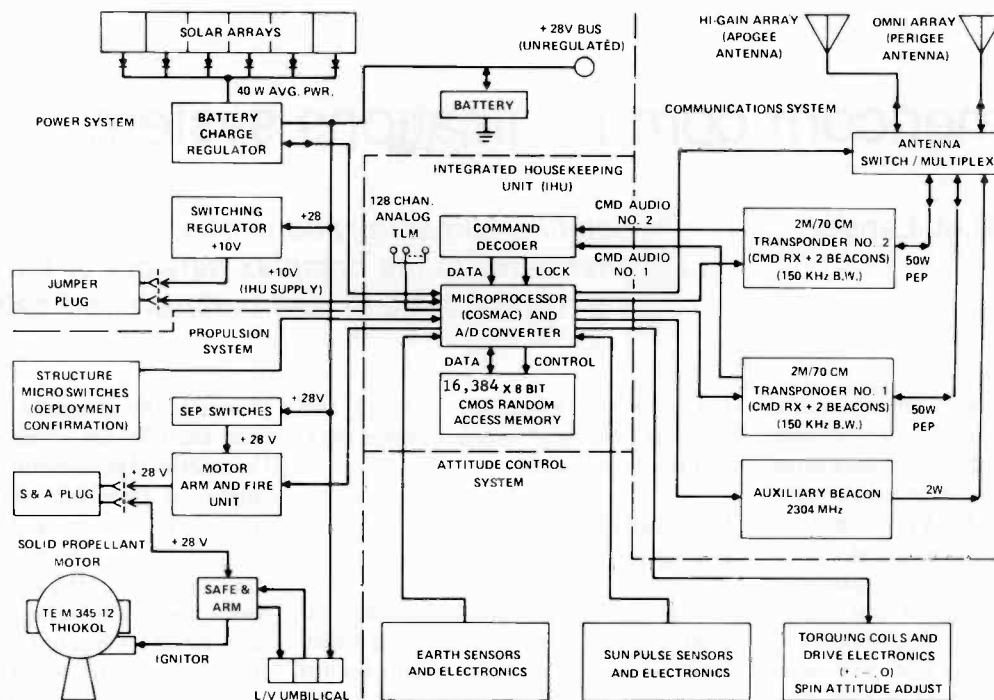 SOLAR ARRAYS
40 W AVG. PWR.
POWER SYSTEM
BATTERY
CHARGE
REGULATOR
+ 28V BUS
(UNREGULATED)
BATTERY
HI-GAIN ARRAY
(APOGEE
ANTENNA)
OMNI ARRAY
(PERIGEE
ANTENNA)
COMMUNICATIONS SYSTEM
ANTENNA
SWITCH / MULTIPLEX
INTEGRATED HOUSEKEEPING
UNIT (IHU)
128 CHAN.
ANALOG
TLM
COMMAND
DECODER
CMD AUDIO
NO. 2
CMD AUDIO
NO. 1
DATA
LOCK
SWITCHING
REGULATOR
+10V
+28
+10V
(IHU SUPPLY)
JUMPER
PLUG
MICROPROCESSOR
(COSMAC) AND
A/D CONVERTER
DATA
CONTROL
16,384 X 8 BIT
CMOS RANDOM
ACCESS MEMORY
2M/70 CM
TRANSPONDER NO. 2
(CMD RX + 2 BEACONS)
(150 KHz B.W.)
50W
PEP
2M/70 CM
TRANSPONDER NO. 1
(CMD RX + 2 BEACONS)
(150 KHz B.W.)
50W
PEP
PROPULSION
SYSTEM
STRUCTURE
MICROSWITCHES
(OEPLOYMENT
CONFIRMATION)
SEP SWITCHES
+ 28V
+ 28 V
MOTOR
ARM AND FIRE
UNIT
+ 28 V
S & A PLUG
ATTITUDE CONTROL
SYSTEM
AUXILIARY BEACON
2304 MHz
2W
SOLID PROPELLANT
MOTOR
+ 28 V
TE M 345 12
THIOKOL
SAFE &
ARM
IGNITOR
L/V UMBILICAL
EARTH SENSORS
AND ELECTRONICS
SUN PULSE SENSORS
AND ELECTRONICS
TORQUING COILS AND
DRIVE ELECTRONICS
(+, –, O)
SPIN ATTITUDE ADJUST